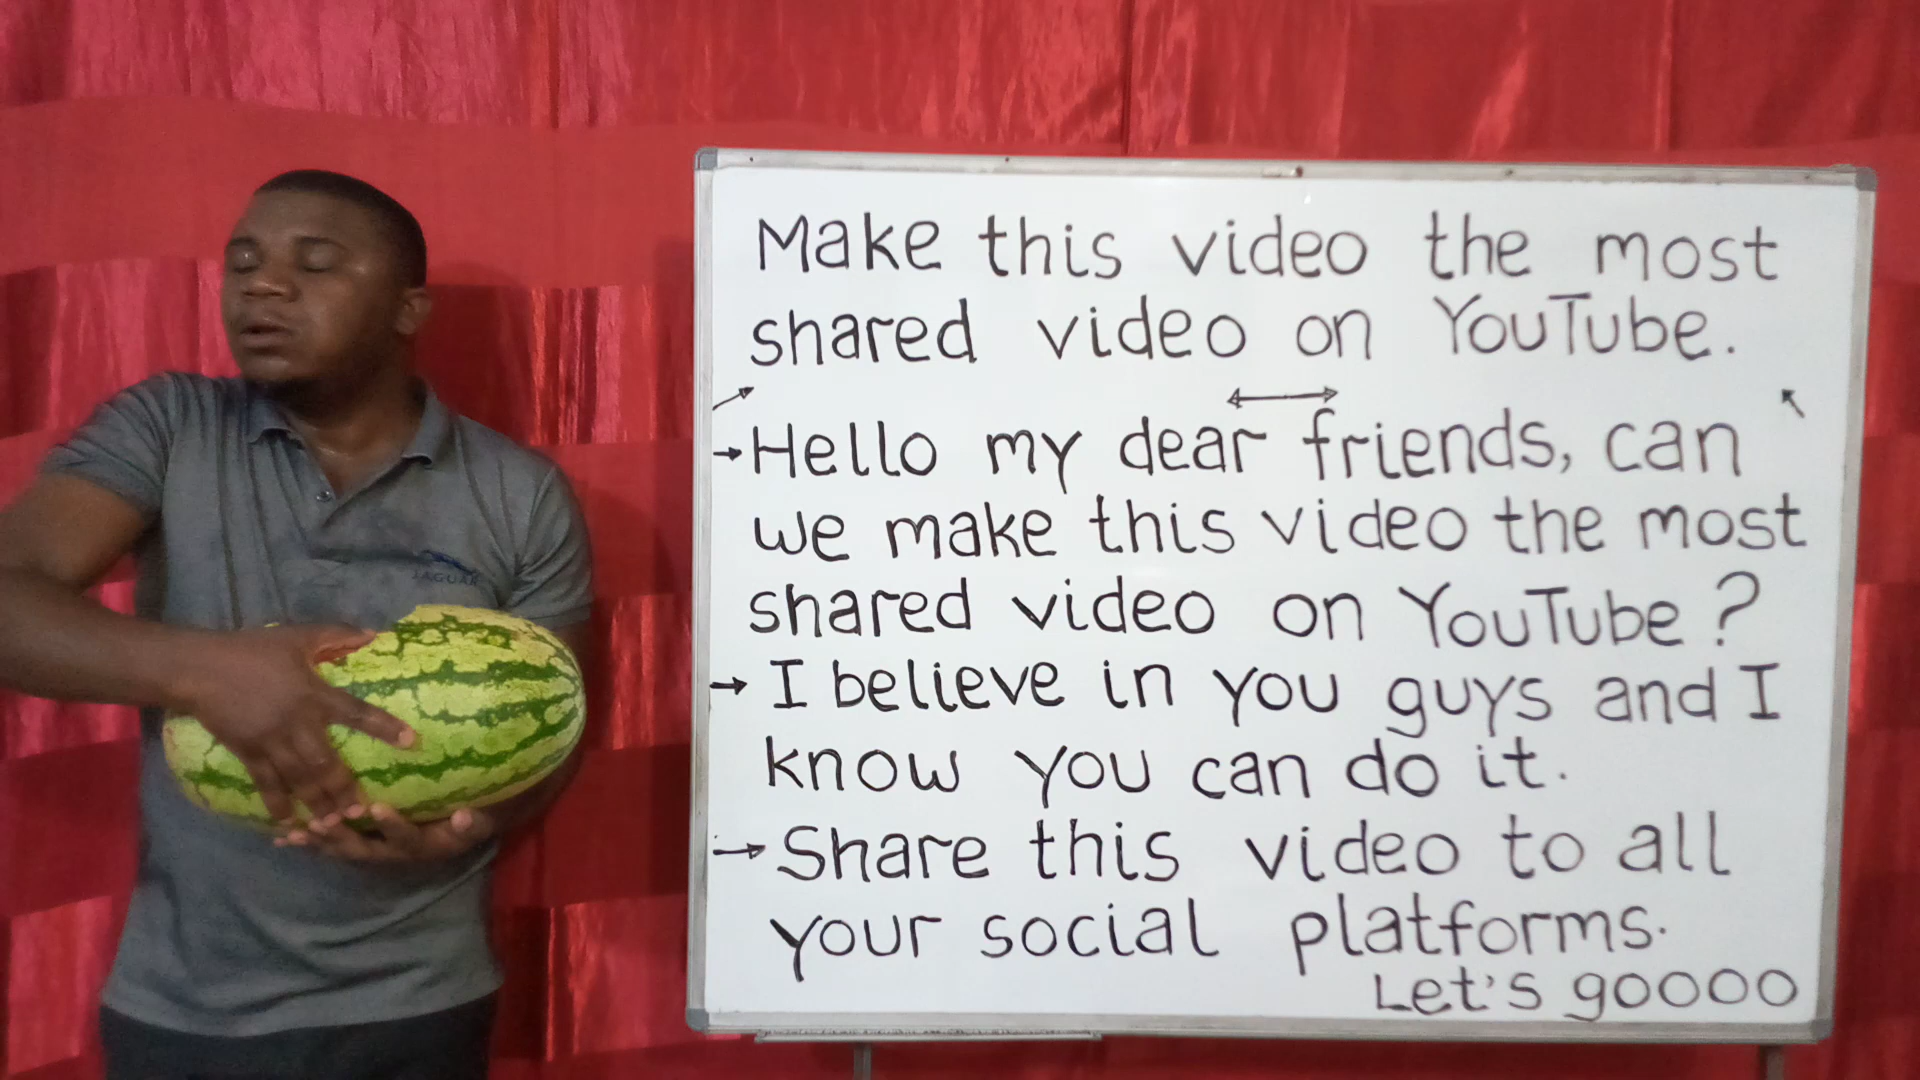 Make this video the most
shared video on YouTube.
Hello my dear friends, can
we make this video the most
shared video on YouTube?
I believe in you guys and I
know you can do it.
Share this video to all
your social platforms.
Let's goooo
JAGUAR